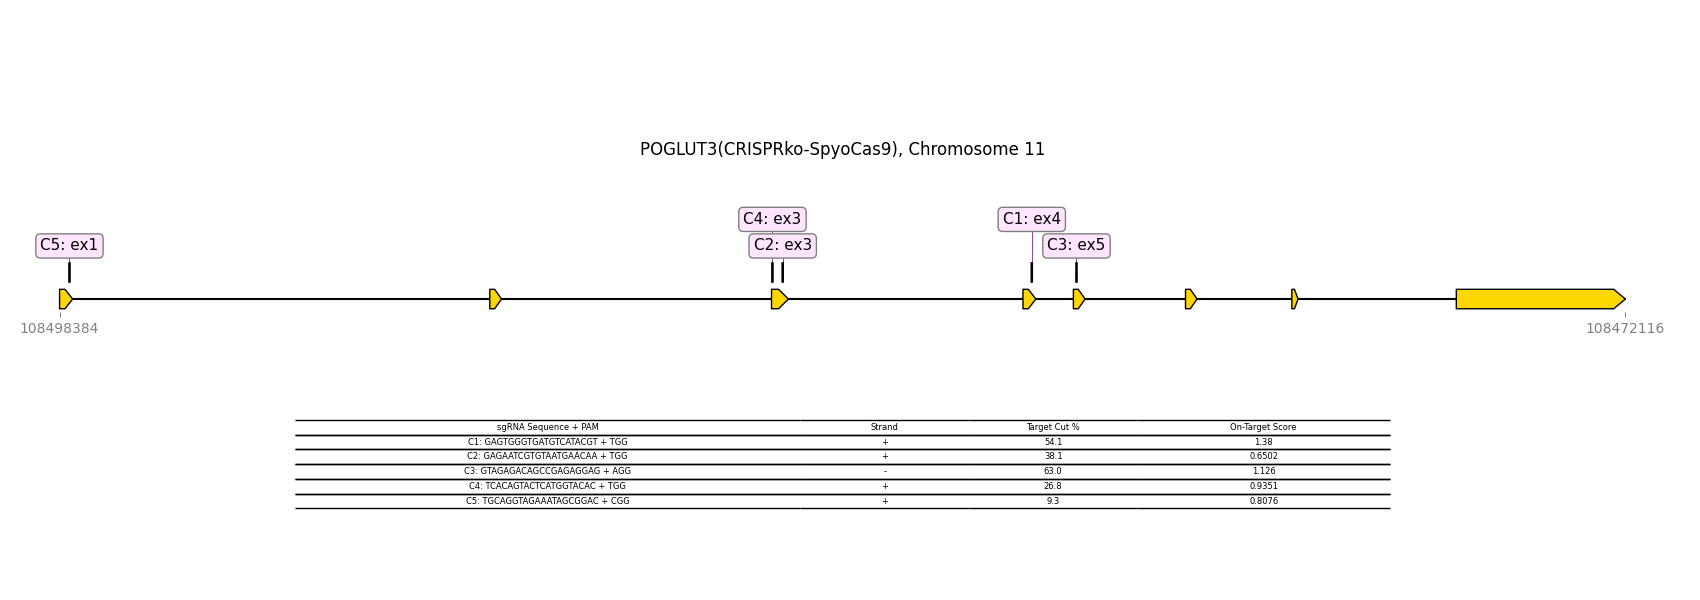 POGLUT3(CRISPRko-SpyoCas9), Chromosome 11
C4: ex3
C1: ex4
C5: ex1
C2: ex3
C3: ex5
108498384
108472116
sgRNA Sequence + PAM Strand Target Cut % On-Target Score
C1: GAGTGGGTGATGTCATACGT + TGG + 54.1 1.38
C2: GAGAATCGTGTAATGAACAA + TGG + 38.1 0.6502
C3: GTAGAGACAGCCGAGAGGAG + AGG - 63.0 1.126
C4: TCACAGTACTCATGGTACAC + TGG + 26.8 0.9351
C5: TGCAGGTAGAAATAGCGGAC + CGG + 9.3 0.8076